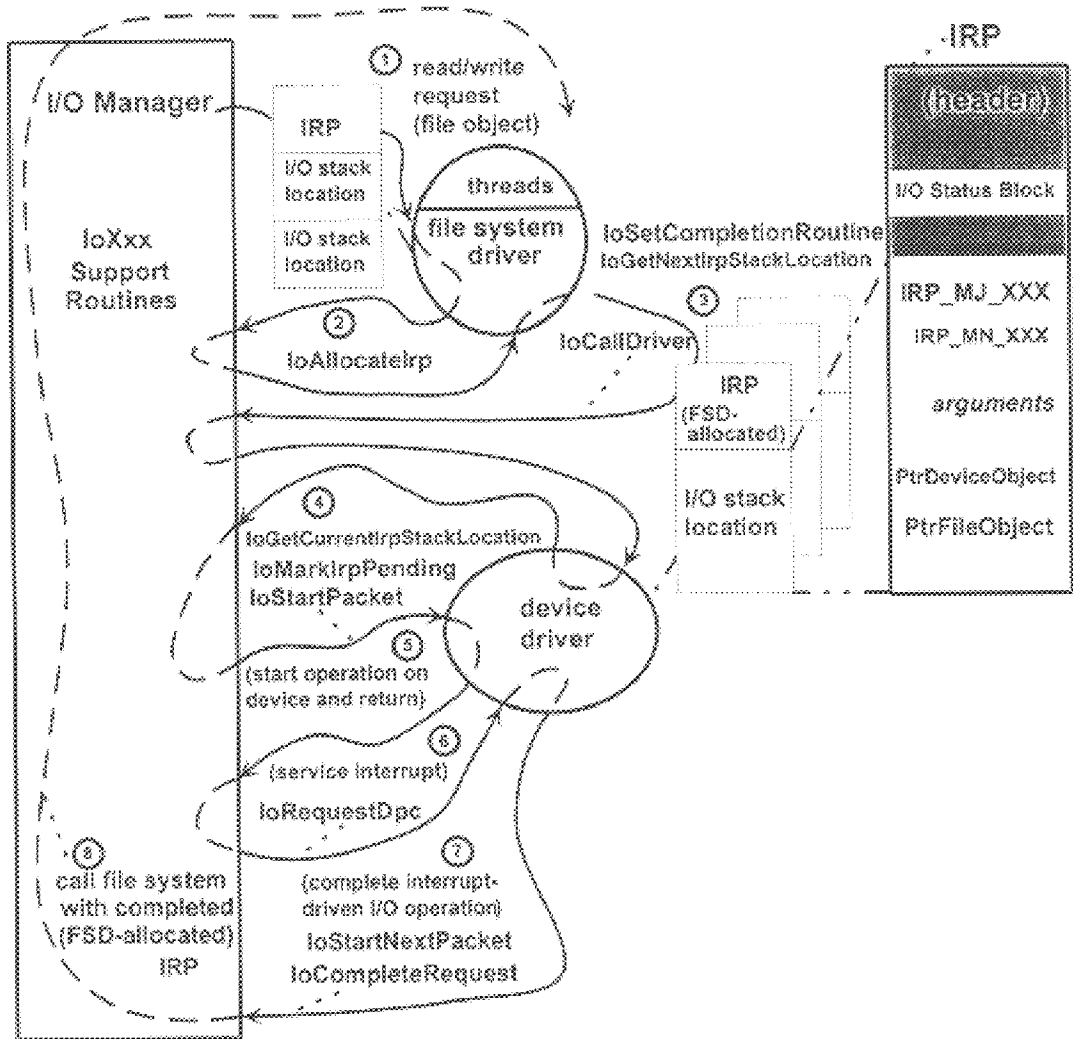 I/O Manager
IoXxx
Support
Routines
1
read/write
request
(file object)
IRP
I/O stack
location
I/O stack
location
threads
file system
driver
2
IoAllocateIrp
IoSetCompletionRoutine
IoGetNextIrpStackLocation
3
IoCallDriver
IRP
(FSD-
allocated)
I/O stack
location
IRP
(header)
I/O Status Block
IRP_MJ_XXX
IRP_MN_XXX
arguments
PtrDeviceObject
PtrFileObject
4
IoGetCurrentIrpStackLocation
IoMarkIrpPending
IoStartPacket
device
driver
5
(start operation on
device and return)
6
(service interrupt)
IoRequestDpc
7
(complete interrupt-
driven I/O operation)
IoStartNextPacket
IoCompleteRequest
8
call file system
with completed
(FSD-allocated)
IRP